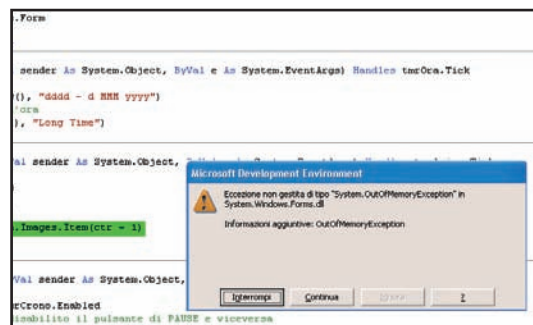 s.Form
sender As System.Object, ByVal e As System.EventArgs) Handles tmrOra.Tick
(), "dddd - d MMM yyyy")
'ora
), "Long Time")
Val sender As System.Object,
Microsoft Development Environment
Eccezione non gestita di tipo "System.OutOfMemoryException" in
System.Windows.Forms.dll
Informazioni aggiuntive: OutOfMemoryException
s.Images.Item(ctr - 1)
Val sender As System.Object,
Interrompi Continua ?
rCrono.Enabled
disabilito il pulsante di PAUSE e viceversa